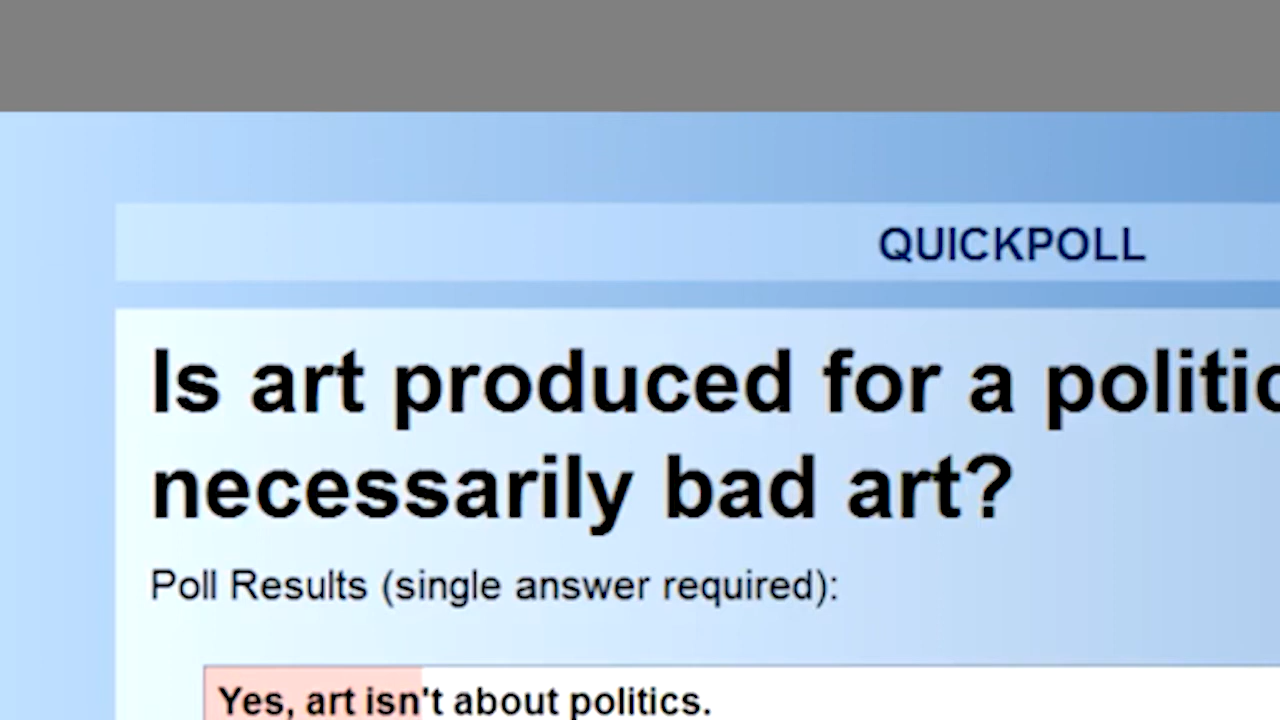 QUICKPOLL
Is art produced for a politic
necessarily bad art?
Poll Results (single answer required):
Yes, art isn't about politics.